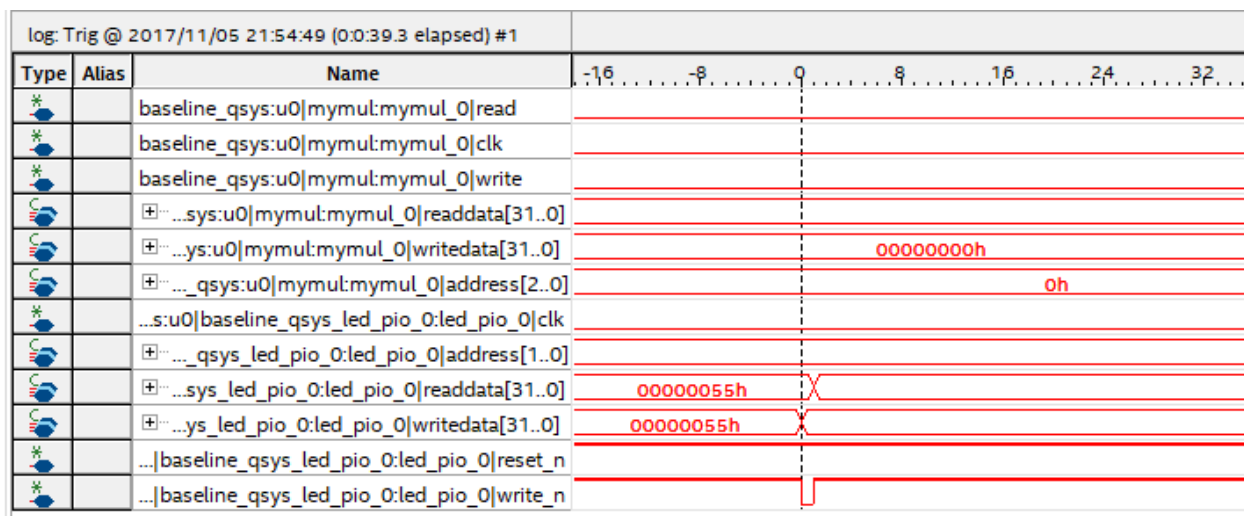 log: Trig @ 2017/11/05 21:54:49 (0:0:39.3 elapsed) #1
Type Alias Name -16 -8 0 8 16 24 32
baseline_qsys:u0|mymul:mymul_0|read
baseline_qsys:u0|mymul:mymul_0|clk
baseline_qsys:u0|mymul:mymul_0|write
...sys:u0|mymul:mymul_0|readdata[31..0]
...ys:u0|mymul:mymul_0|writedata[31..0] 00000000h
..._qsys:u0|mymul:mymul_0|address[2..0] 0h
...s:u0|baseline_qsys_led_pio_0:led_pio_0|clk
..._qsys_led_pio_0:led_pio_0|address[1..0]
...sys_led_pio_0:led_pio_0|readdata[31..0] 00000055h
...ys_led_pio_0:led_pio_0|writedata[31..0] 00000055h
...|baseline_qsys_led_pio_0:led_pio_0|reset_n
...|baseline_qsys_led_pio_0:led_pio_0|write_n